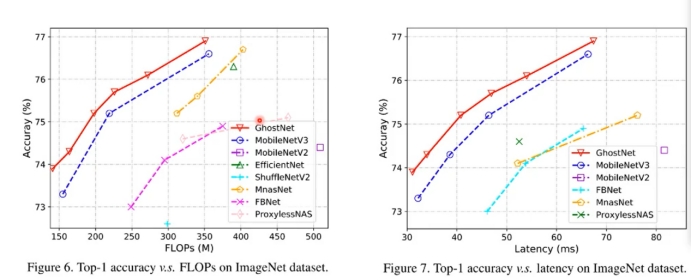 77
76
75
74
73
Accuracy (%)
150 200 250 300 350 400 450 500
FLOPs (M)
GhostNet
MobileNetV3
MobileNetV2
EfficientNet
ShuffleNetV2
MnasNet
FBNet
ProxylessNAS
Figure 6. Top-1 accuracy v.s. FLOPs on ImageNet dataset.
77
76
75
74
73
Accuracy (%)
30 40 50 60 70 80
Latency (ms)
GhostNet
MobileNetV3
MobileNetV2
FBNet
MnasNet
ProxylessNAS
Figure 7. Top-1 accuracy v.s. latency on ImageNet dataset.